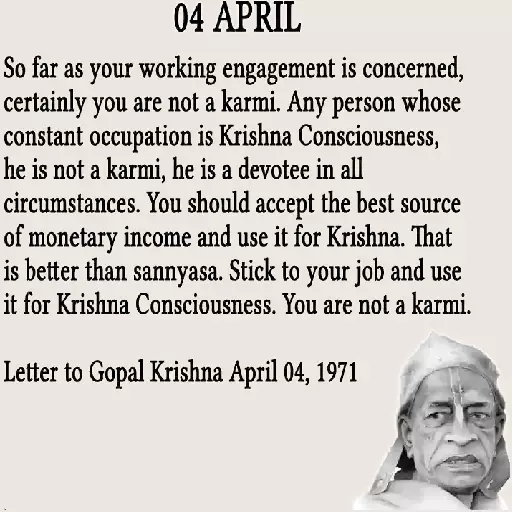 04 APRIL
So far as your working engagement is concerned,
certainly you are not a karmi. Any person whose
constant occupation is Krishna Consciousness,
he is not a karmi, he is a devotee in all
circumstances. You should accept the best source
of monetary income and use it for Krishna. That
is better than sannyasa. Stick to your job and use
it for Krishna Consciousness. You are not a karmi.
Letter to Gopal Krishna April 04, 1971